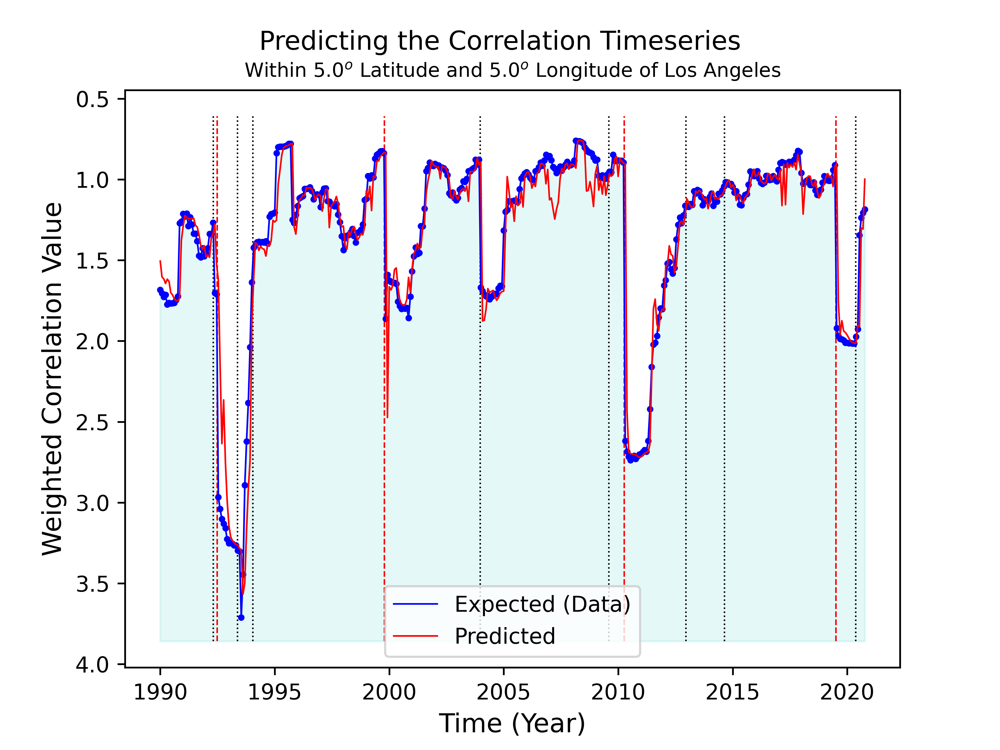 Predicting the Correlation Timeseries
Within 5.0ᵒ Latitude and 5.0ᵒ Longitude of Los Angeles
Weighted Correlation Value
0.5
1.0
1.5
2.0
2.5
3.0
3.5
4.0
Expected (Data)
Predicted
1990 1995 2000 2005 2010 2015 2020
Time (Year)